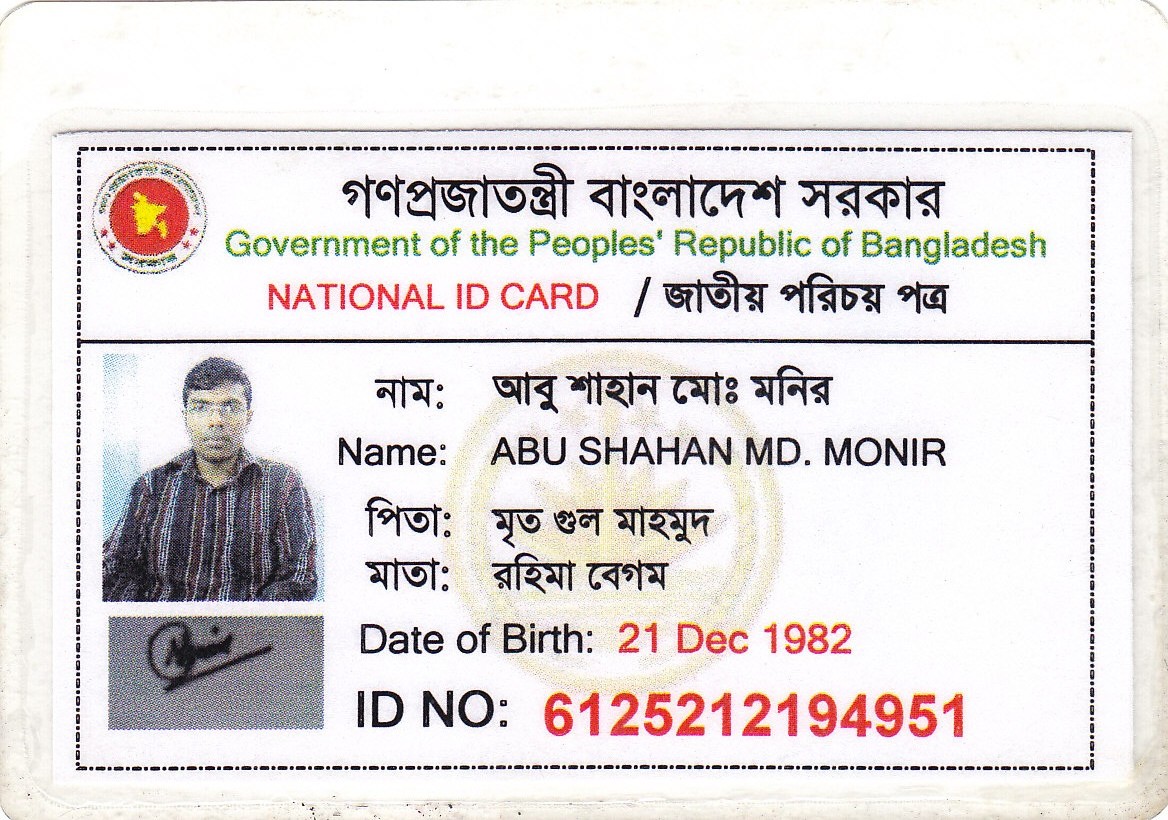 গণপ্রজাতন্ত্রী বাংলাদেশ সরকার
Government of the Peoples' Republic of Bangladesh
NATIONAL ID CARD / জাতীয় পরিচয় পত্র
নাম: আবু শাহান মোঃ মনির
Name: ABU SHAHAN MD. MONIR
পিতা: মৃত গুল মাহমুদ
মাতা: রহিমা বেগম
Date of Birth: 21 Dec 1982
ID NO: 6125212194951